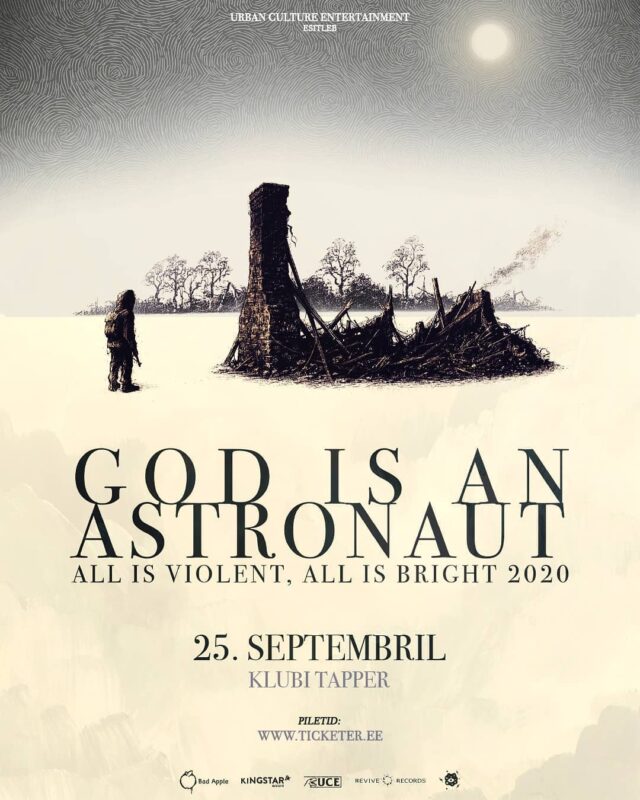 URBAN CULTURE ENTERTAINMENT
ESITLEB
GOD IS AN
ASTRONAUT
ALL IS VIOLENT, ALL IS BRIGHT 2020
25. SEPTEMBRIL
KLUBI TAPPER
PILETID:
WWW.TICKETER.EE
Bad Apple KINGSTAR UCE REVIVE RECORDS